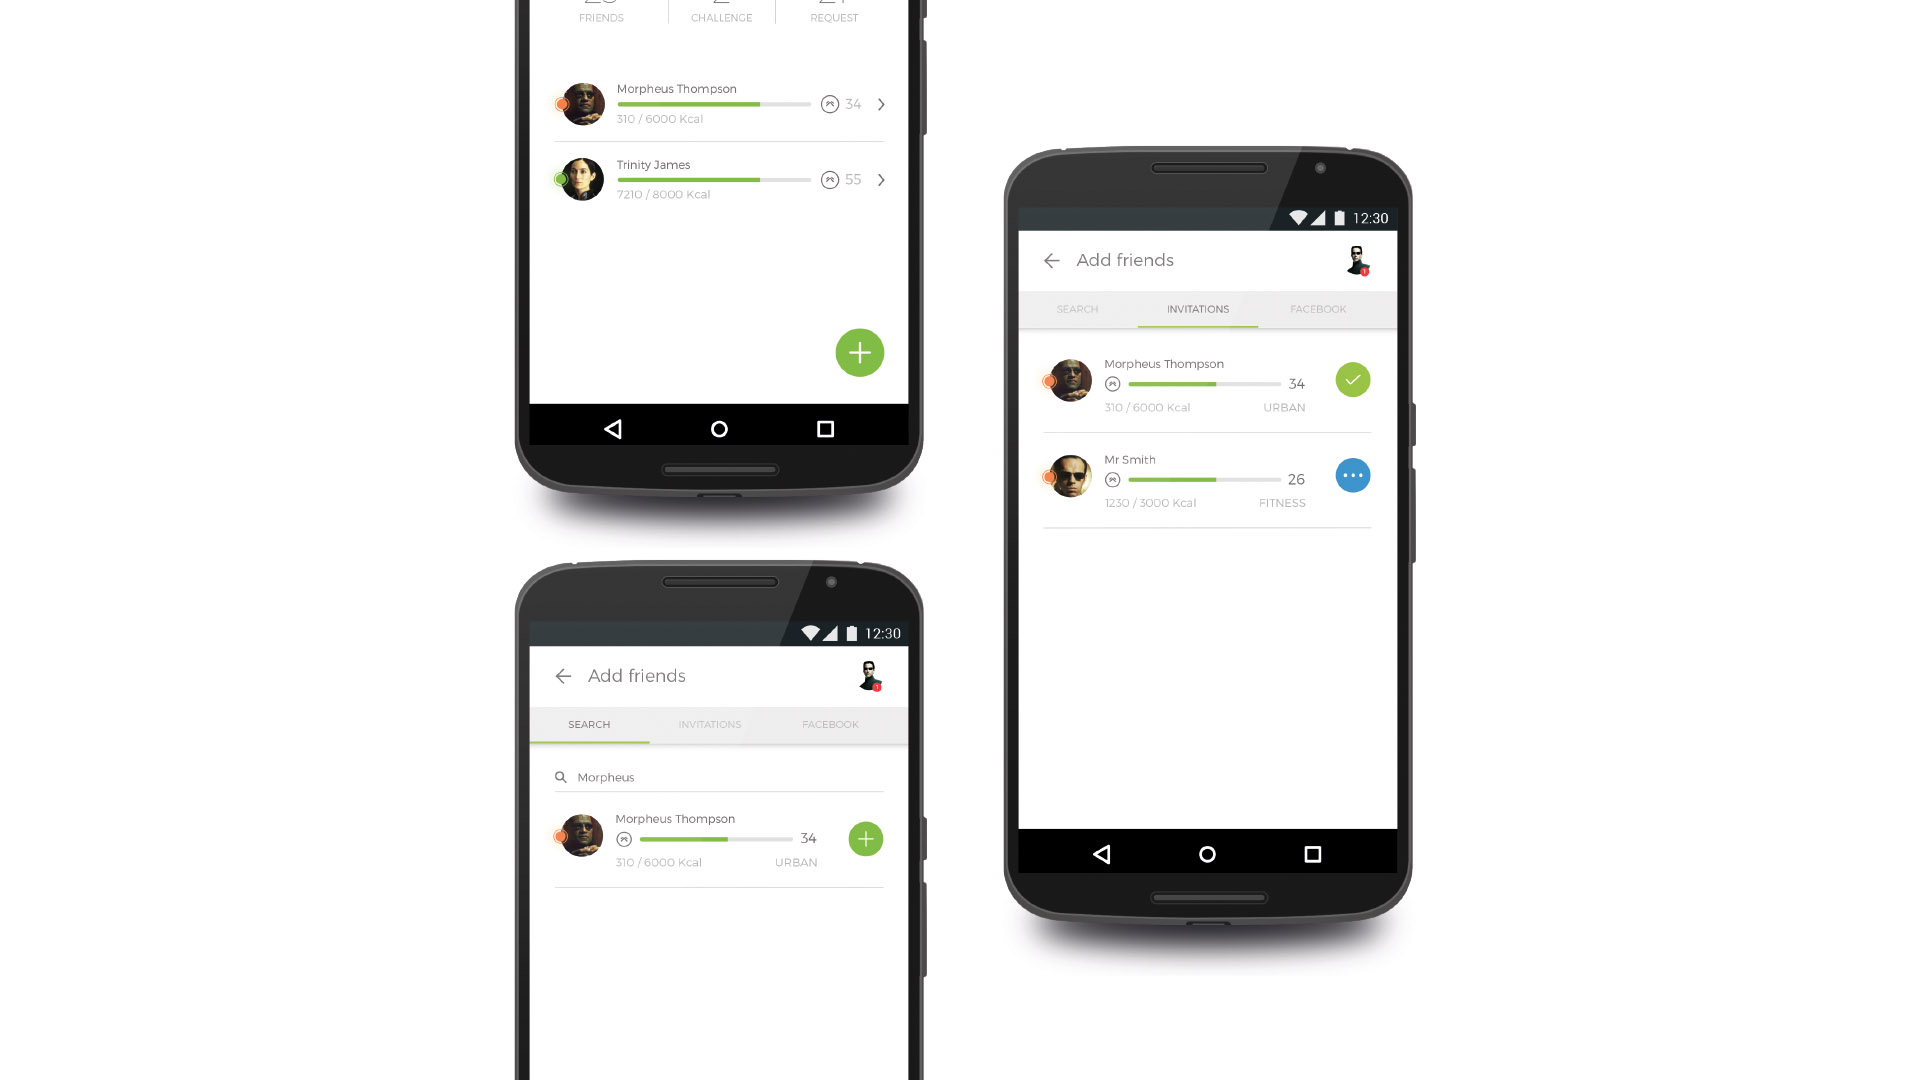 FRIENDS CHALLENGE REQUEST
Morpheus Thompson
34
310 / 6000 Kcal
Trinity James
55
7210 / 8000 Kcal
12:30
Add friends
SEARCH INVITATIONS FACEBOOK
Morpheus
Morpheus Thompson
34
310 / 6000 Kcal URBAN
12:30
Add friends
1
SEARCH INVITATIONS FACEBOOK
Morpheus Thompson
34
310 / 6000 Kcal URBAN
Mr Smith
26
1230 / 3000 Kcal FITNESS